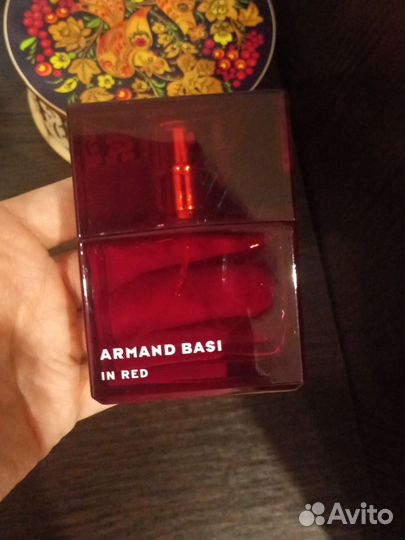 ARMAND BASI
IN RED
Avito